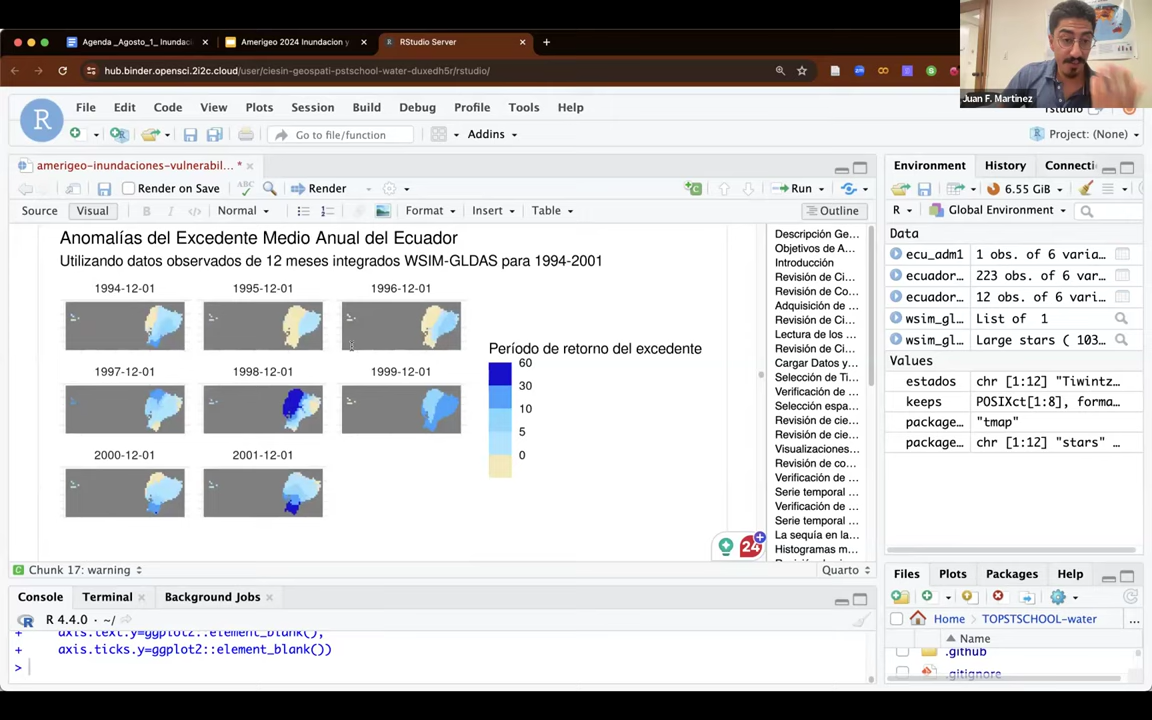 Agenda _Agosto_1_ Inundaci
Amerigeo 2024 Inundacion y
RStudio Server
hub.binder.opensci.2i2c.cloud/user/ciesin-geospati-pstschool-water-duxedh5r/rstudio/
Juan F. Martinez
rstudio
R
File Edit Code View Plots Session Build Debug Profile Tools Help
Go to file/function
Addins
Project: (None)
amerigeo-inundaciones-vulnerabil... *
Render on Save
ABC
Render
Run
Source Visual
B I </>
Normal
Format
Insert
Table
Outline
Anomalías del Excedente Medio Anual del Ecuador
Utilizando datos observados de 12 meses integrados WSIM-GLDAS para 1994-2001
1994-12-01 1995-12-01 1996-12-01
1997-12-01 1998-12-01 1999-12-01
2000-12-01 2001-12-01
Período de retorno del excedente
60
30
10
5
0
24
Descripción Ge...
Objetivos de A...
Introducción
Revisión de Ci...
Revisión de Co...
Adquisición de ...
Revisión de Ci...
Lectura de los ...
Revisión de Ci...
Cargar Datos y...
Selección de Ti...
Verificación de ...
Selección espa...
Revisión de cie...
Revisión de cie...
Visualizaciones...
Revisión de co...
Verificación de ...
Serie temporal ...
Verificación de ...
Serie temporal ...
La sequía en la...
Histogramas m...
Chunk 17: warning
Quarto
Console Terminal Background Jobs
R 4.4.0 · ~/
+ axis.text.y=ggplot2::element_blank(),
+ axis.ticks.y=ggplot2::element_blank())
>
Environment History Connecti
6.55 GiB
R Global Environment
Data
ecu_adm1 1 obs. of 6 varia...
ecuador... 223 obs. of 6 var...
ecuador... 12 obs. of 6 vari...
wsim_gl... List of 1
wsim_gl... Large stars ( 103...
Values
estados chr [1:12] "Tiwintz...
keeps POSIXct[1:8], forma...
package... "tmap"
package... chr [1:12] "stars" ...
Files Plots Packages Help
Home TOPSTSCHOOL-water
...
Name
.github
.gitignore